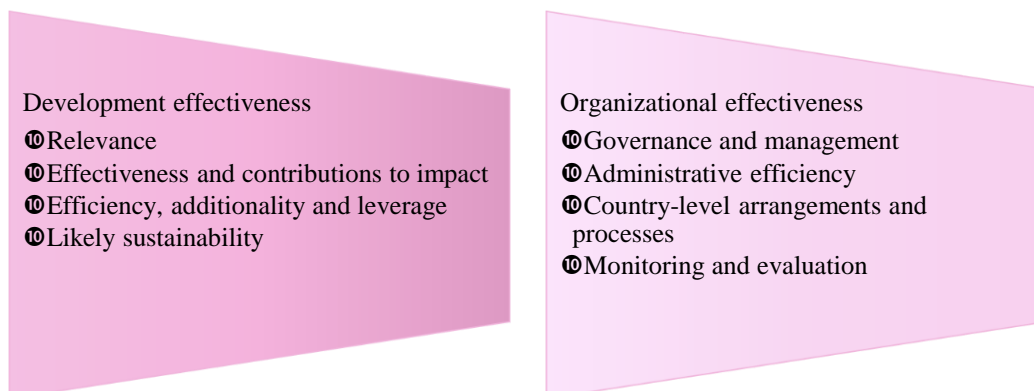 Development effectiveness
❿Relevance
❿Effectiveness and contributions to impact
❿Efficiency, additionality and leverage
❿Likely sustainability
Organizational effectiveness
❿Governance and management
❿Administrative efficiency
❿Country-level arrangements and
processes
❿Monitoring and evaluation